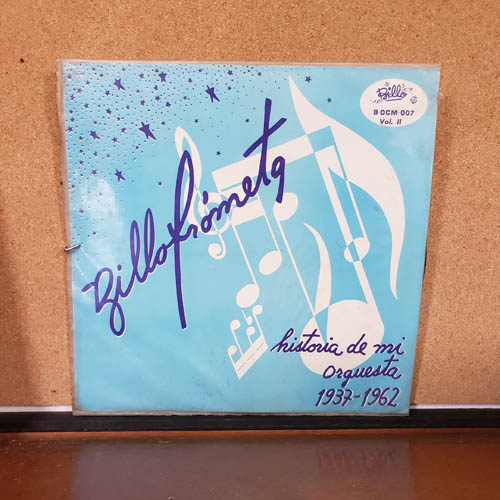 Billo
B-DCM-007
Vol. II
Billo Frómeta
historia de mi
orquesta
1937-1962